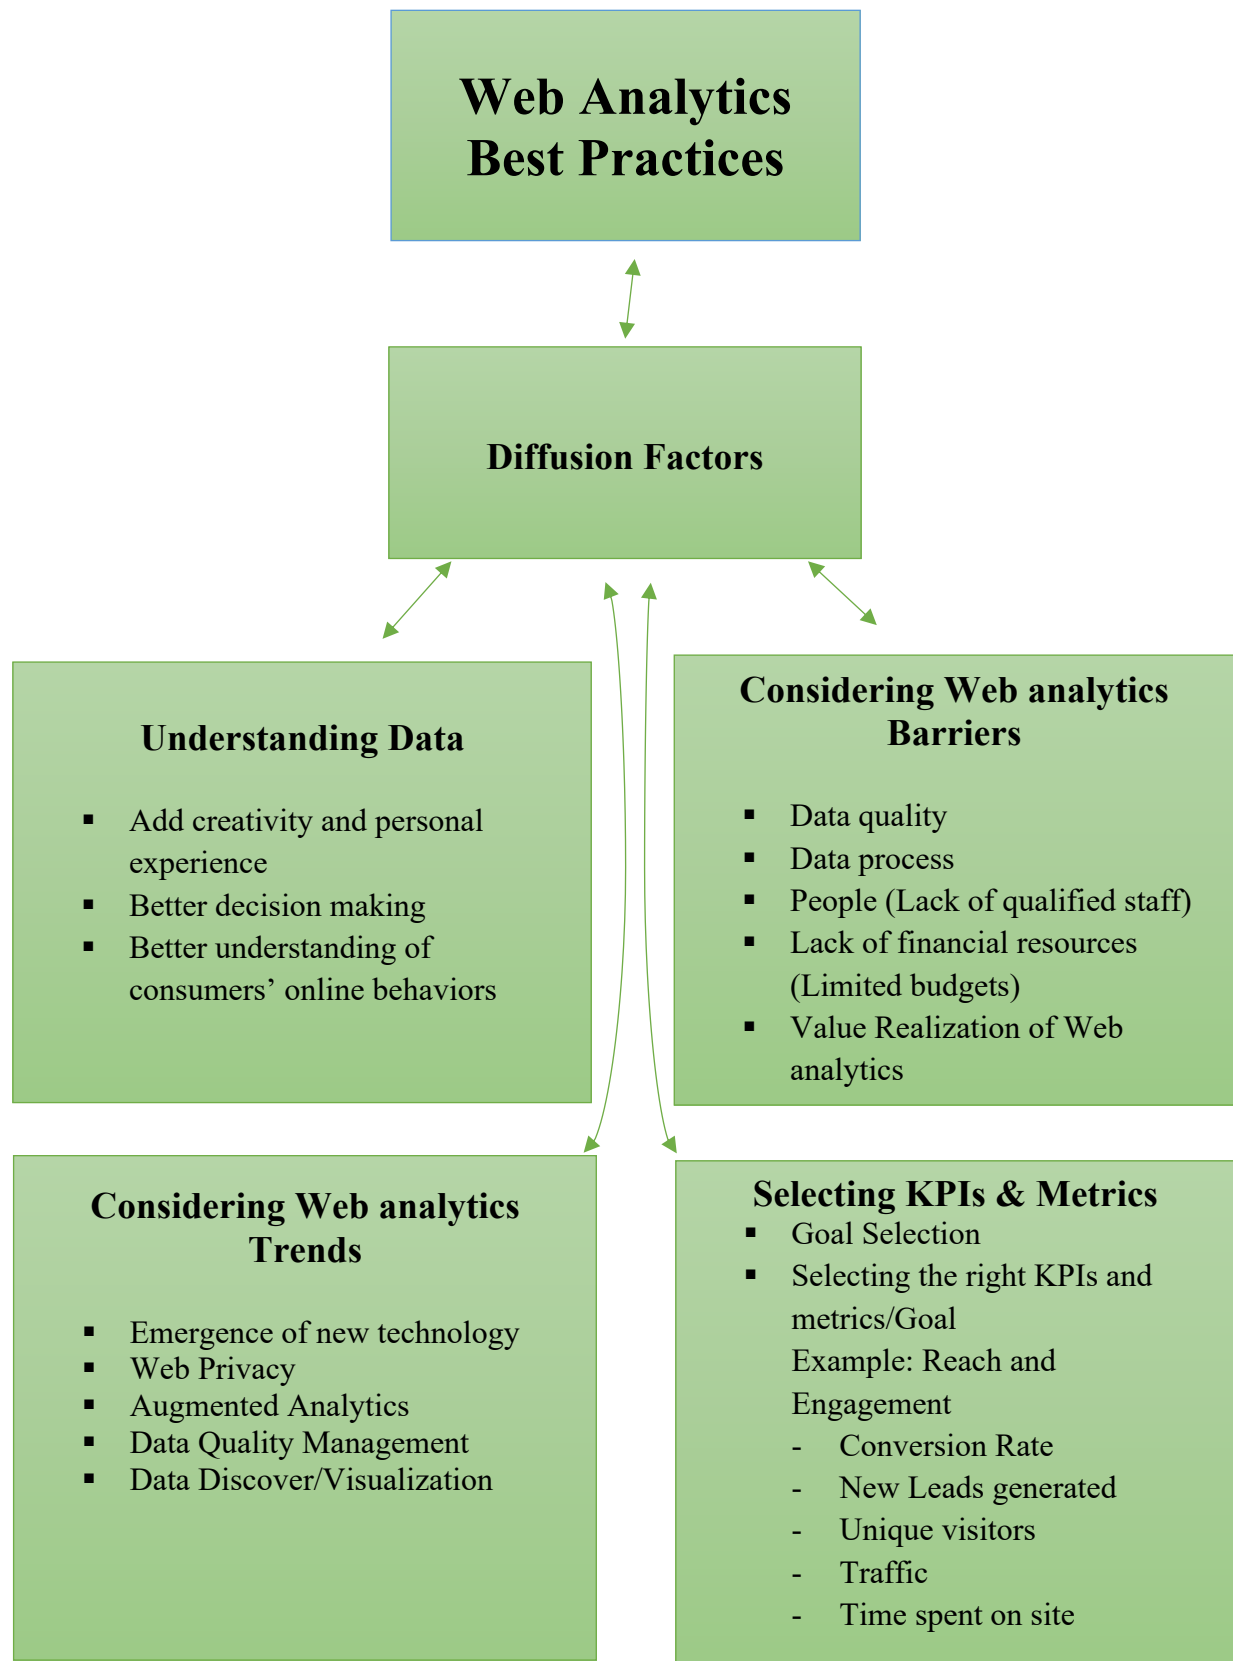 Web Analytics
Best Practices
Diffusion Factors
Understanding Data
▪ Add creativity and personal
experience
▪ Better decision making
▪ Better understanding of
consumers’ online behaviors
Considering Web analytics
Barriers
▪ Data quality
▪ Data process
▪ People (Lack of qualified staff)
▪ Lack of financial resources
(Limited budgets)
▪ Value Realization of Web
analytics
Considering Web analytics
Trends
▪ Emergence of new technology
▪ Web Privacy
▪ Augmented Analytics
▪ Data Quality Management
▪ Data Discover/Visualization
Selecting KPIs & Metrics
▪ Goal Selection
▪ Selecting the right KPIs and
metrics/Goal
Example: Reach and
Engagement
- Conversion Rate
- New Leads generated
- Unique visitors
- Traffic
- Time spent on site